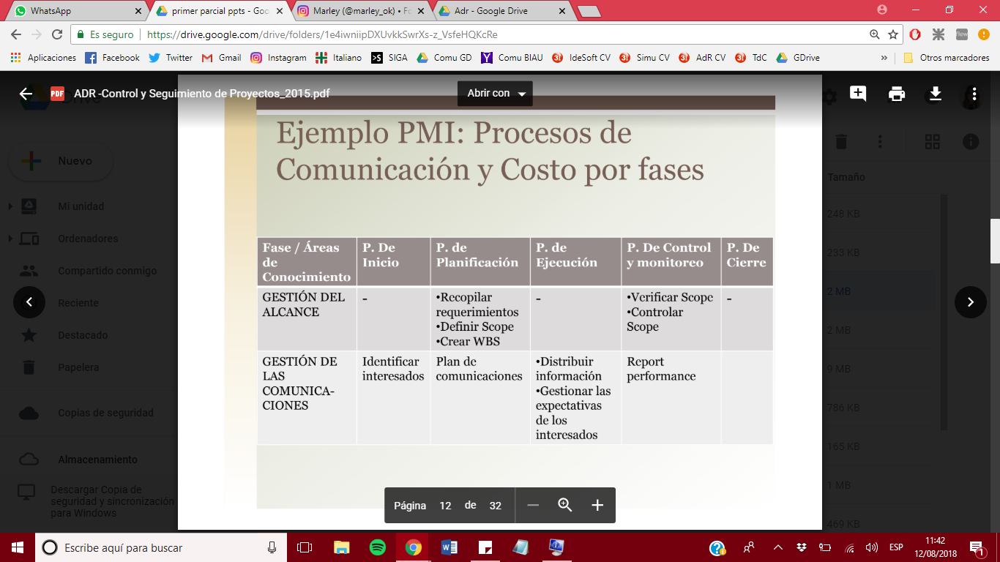 WhatsApp
primer parcial ppts - Goo
Marley (@marley_ok) • Fo
Adr - Google Drive
Es seguro
https://drive.google.com/drive/folders/1e4iwniipDXUvkkSwrXs-z_VsfeHQKcRe
Aplicaciones
Facebook
Twitter
Gmail
Instagram
Italiano
SIGA
Comu GD
Comu BIAU
IdeSoft CV
Simu CV
AdR CV
TdC
GDrive
»
Otros marcadores
PDF
ADR -Control y Seguimiento de Proyectos_2015.pdf
Abrir con
Nuevo
Mi unidad
Ordenadores
Compartido conmigo
Reciente
Destacado
Papelera
Copias de seguridad
Almacenamiento
Descargar Copia de
seguridad y sincronización
para Windows
Ejemplo PMI: Procesos de
Comunicación y Costo por fases
Fase / Áreas
de
Conocimiento
P. De
Inicio
P. de
Planificación
P. de
Ejecución
P. De Control
y monitoreo
P. De
Cierre
GESTIÓN DEL
ALCANCE
-
•Recopilar
requerimientos
•Definir Scope
•Crear WBS
-
•Verificar Scope
•Controlar
Scope
-
GESTIÓN DE
LAS
COMUNICA-
CIONES
Identificar
interesados
Plan de
comunicaciones
•Distribuir
información
•Gestionar las
expectativas
de los
interesados
Report
performance
Tamaño
248 KB
233 KB
2 MB
2 MB
9 MB
786 KB
165 KB
1 MB
469 KB
Página 12 de 32
Escribe aquí para buscar
ESP
11:42
12/08/2018
1